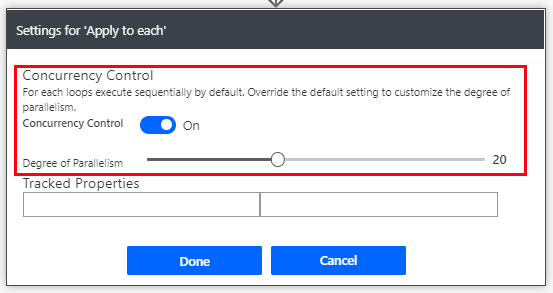 Settings for 'Apply to each'
Concurrency Control
For each loops execute sequentially by default. Override the default setting to customize the degree of
parallelism.
Concurrency Control On
Degree of Parallelism 20
Tracked Properties
Done Cancel